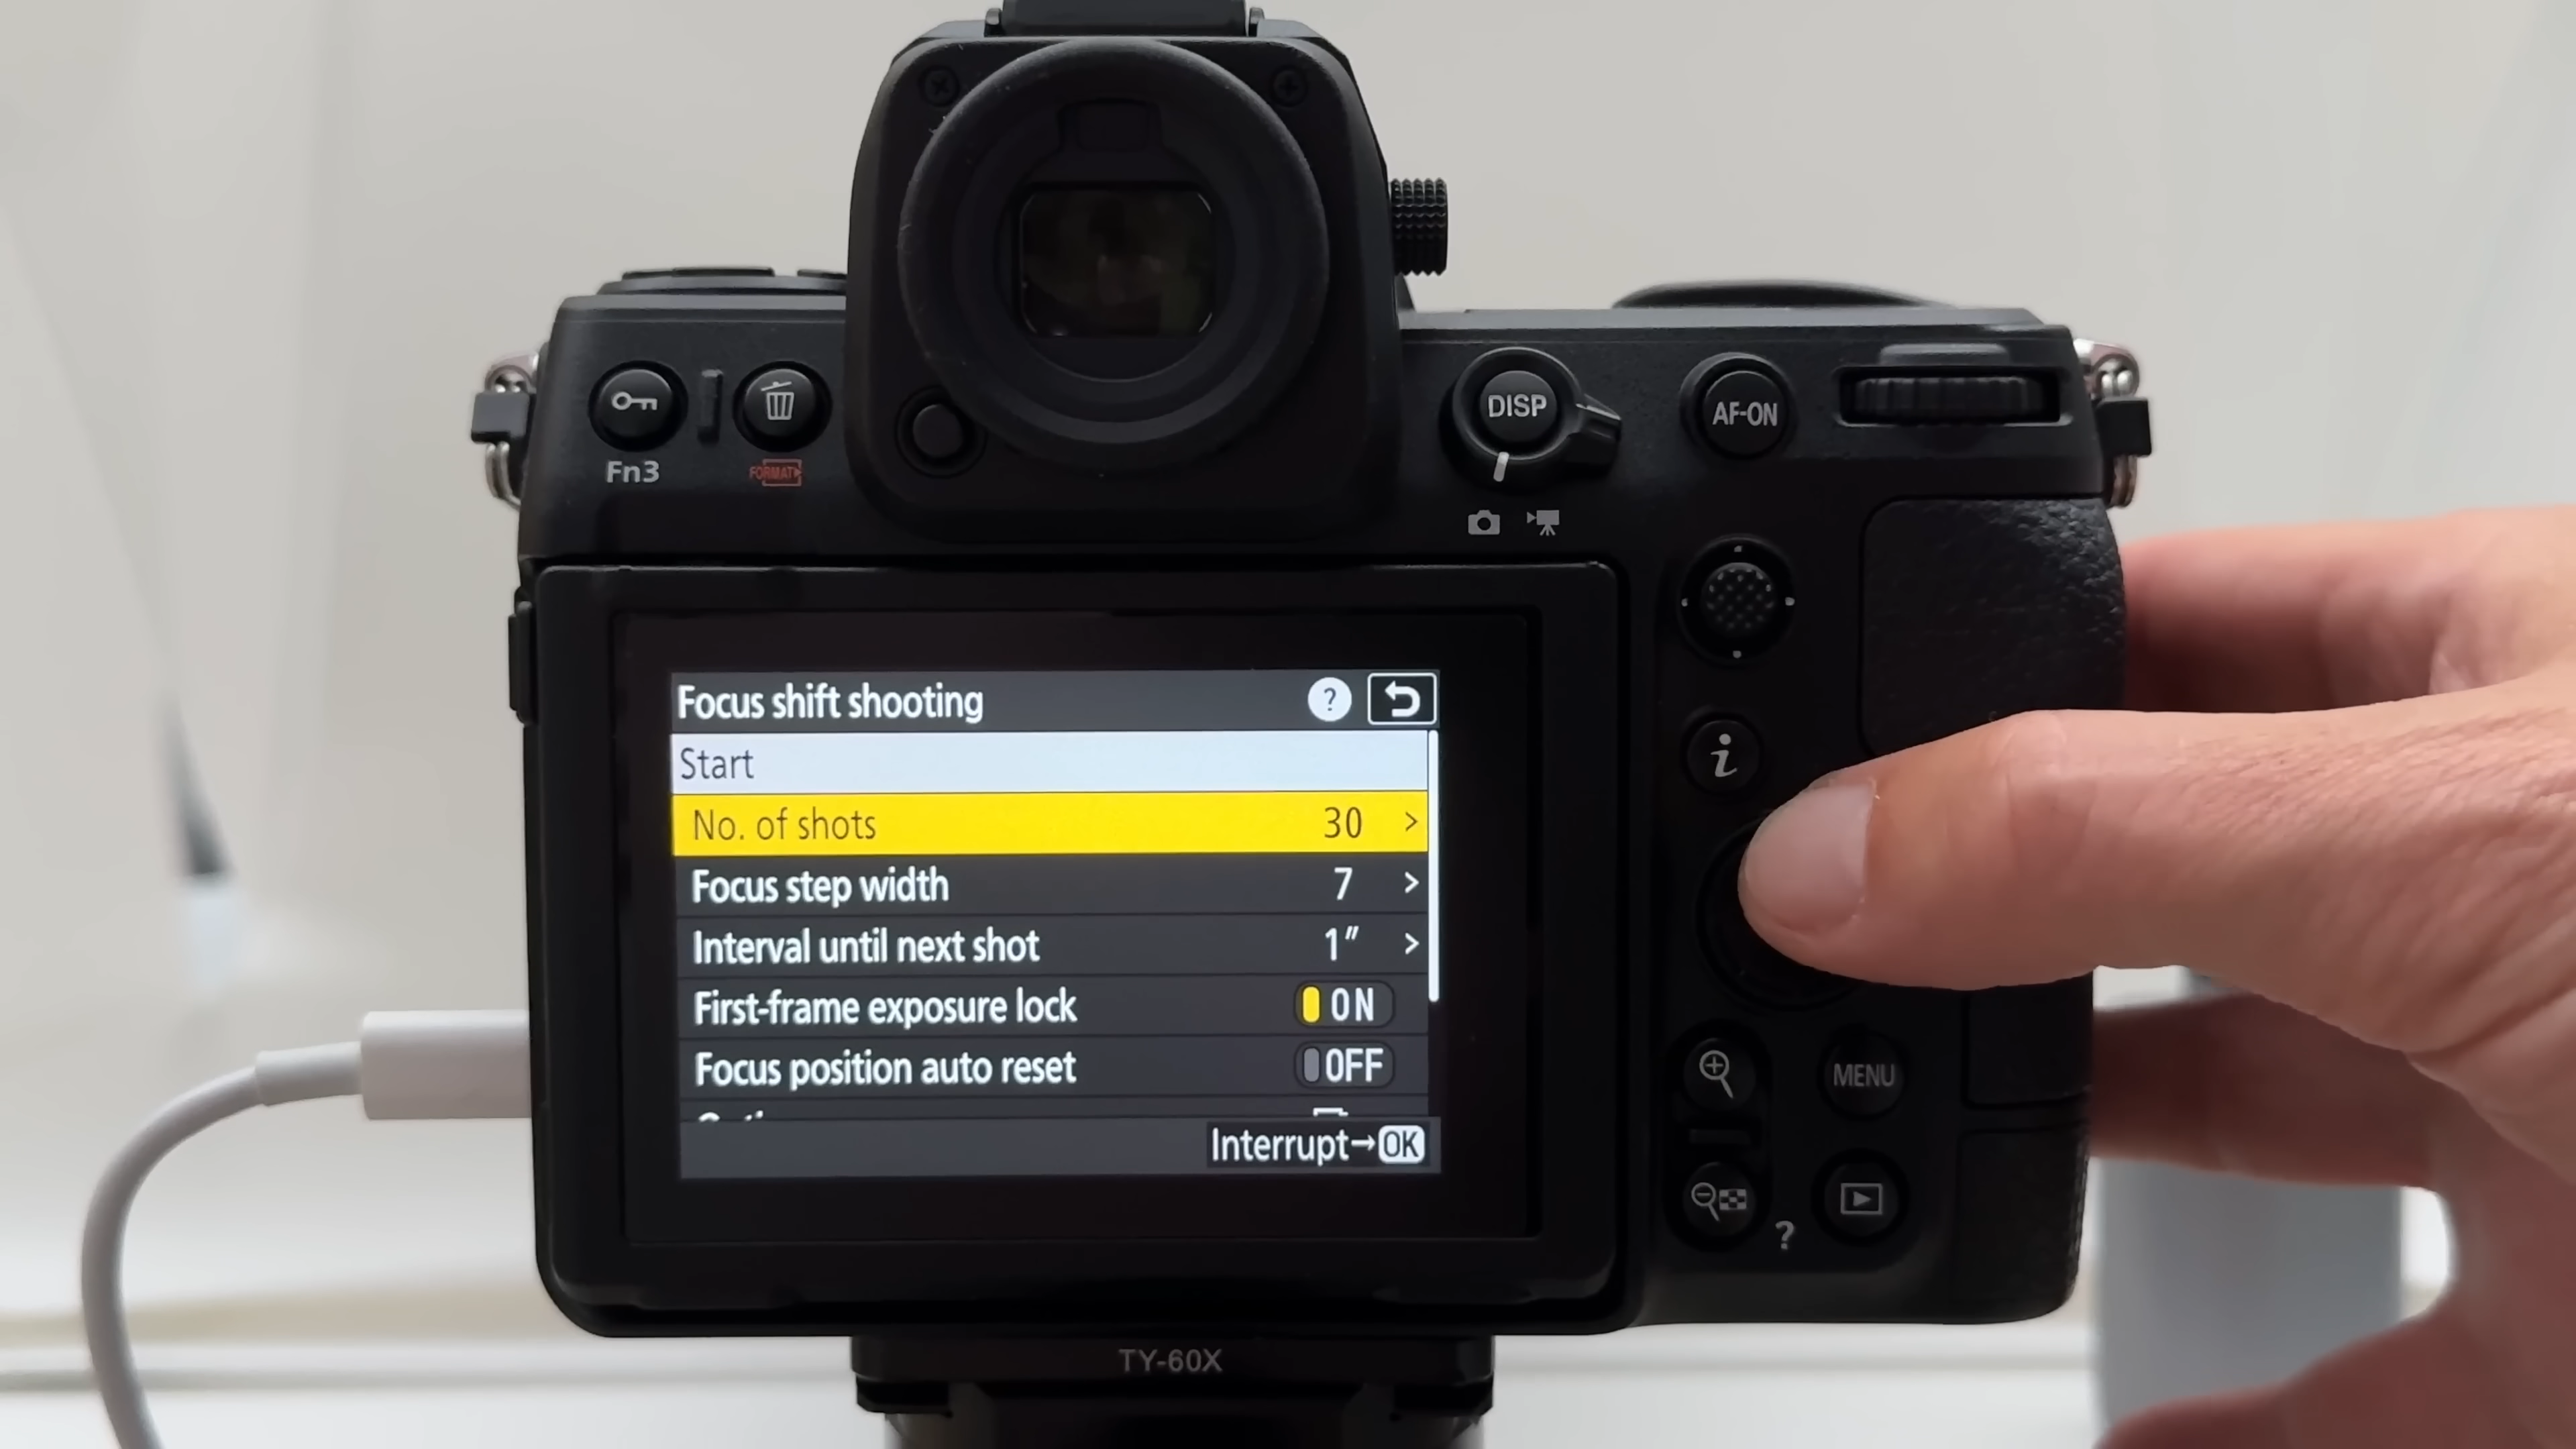 Fn3
FORMAT
DISP
AF-ON
i
Focus shift shooting ?
Start
No. of shots 30 >
Focus step width 7 >
Interval until next shot 1″ >
First-frame exposure lock ON
Focus position auto reset OFF
Interrupt→OK
MENU
?
TY-60X